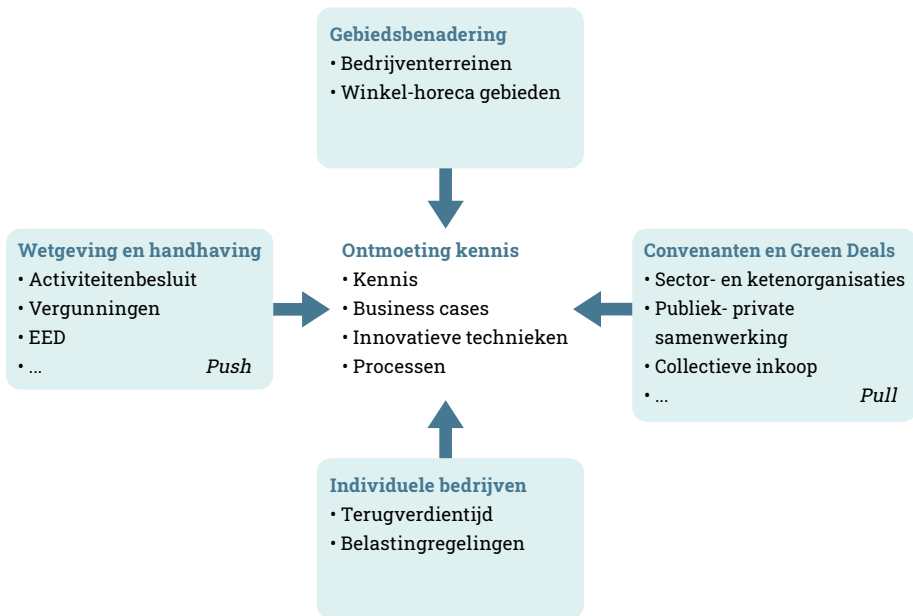 Gebiedsbenadering
• Bedrijventerreinen
• Winkel-horeca gebieden
Wetgeving en handhaving
• Activiteitenbesluit
• Vergunningen
• EED
• ... Push
Ontmoeting kennis
• Kennis
• Business cases
• Innovatieve technieken
• Processen
Convenanten en Green Deals
• Sector- en ketenorganisaties
• Publiek- private
samenwerking
• Collectieve inkoop
• ... Pull
Individuele bedrijven
• Terugverdientijd
• Belastingregelingen